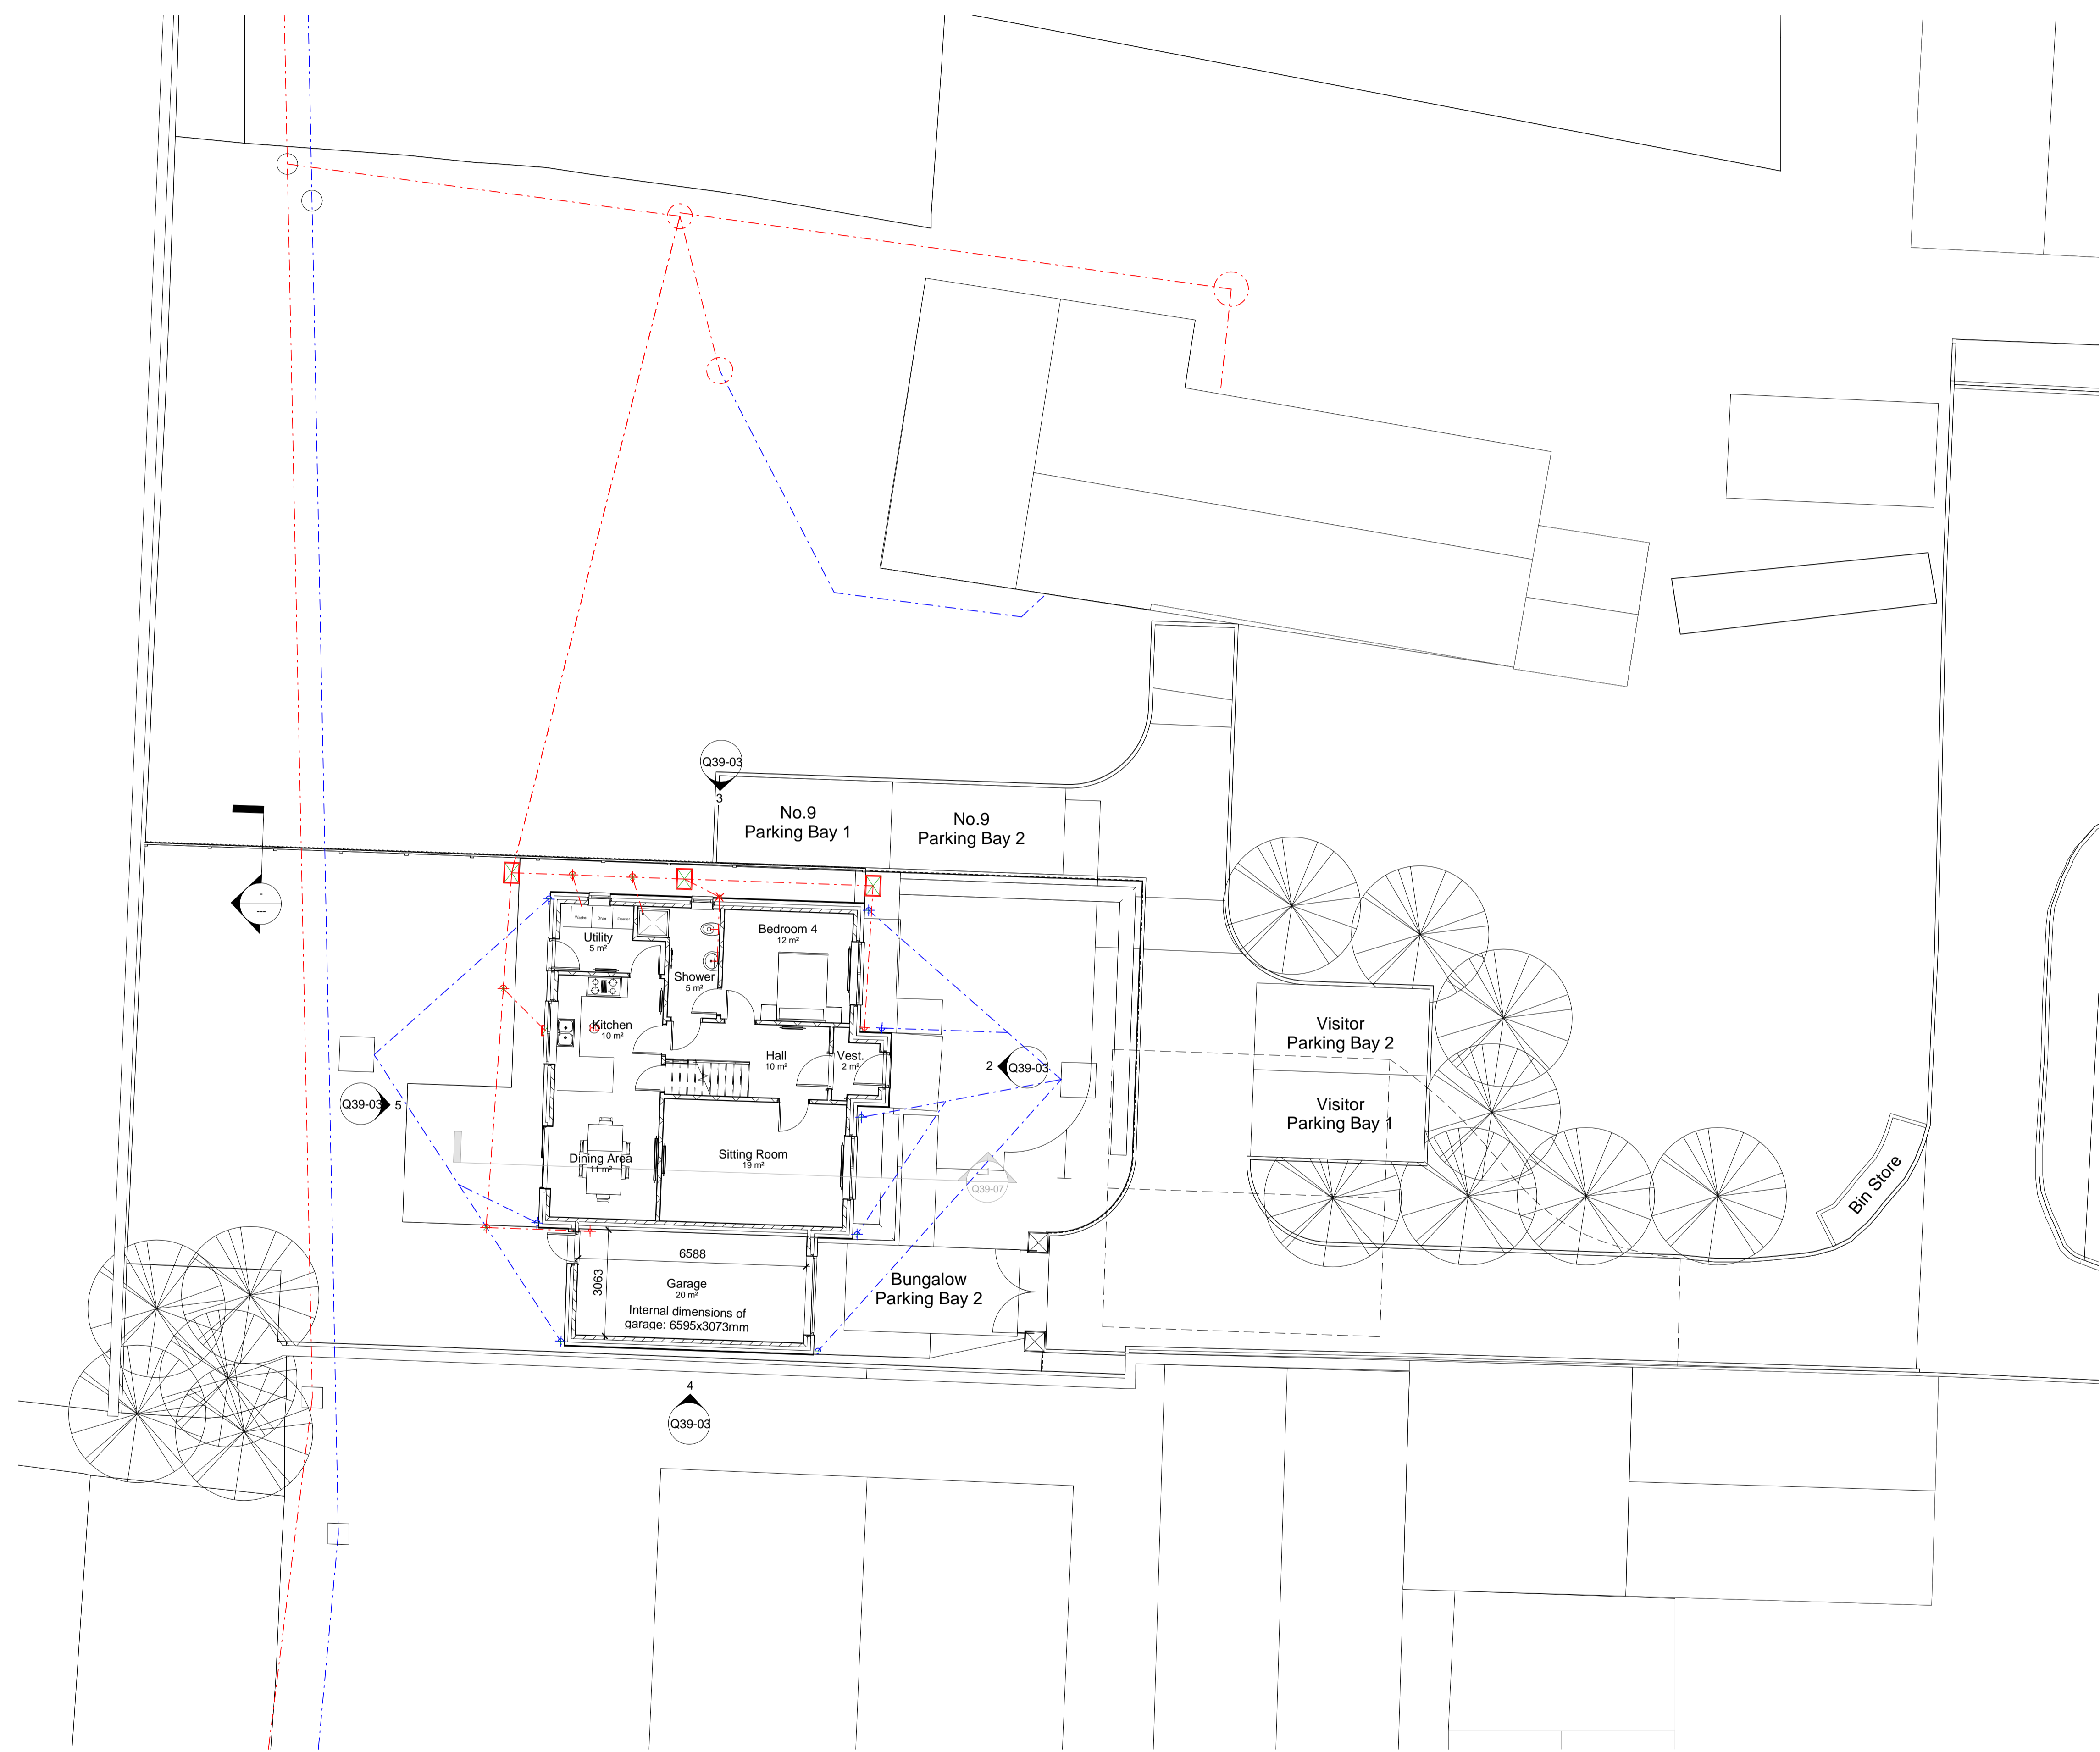 Q39-03
3
No.9
Parking Bay 1
No.9
Parking Bay 2
-
---
Washer
Drier
Freezer
Utility
5 m²
Bedroom 4
12 m²
Shower
5 m²
Kitchen
10 m²
Hall
10 m²
Vest.
2 m²
2
Q39-03
Q39-03
5
Visitor
Parking Bay 2
Visitor
Parking Bay 1
Dining Area
11 m²
Sitting Room
19 m²
Q39-07
Bin Store
6588
3063
Garage
20 m²
Internal dimensions of
garage: 6595x3073mm
Bungalow
Parking Bay 2
4
Q39-03